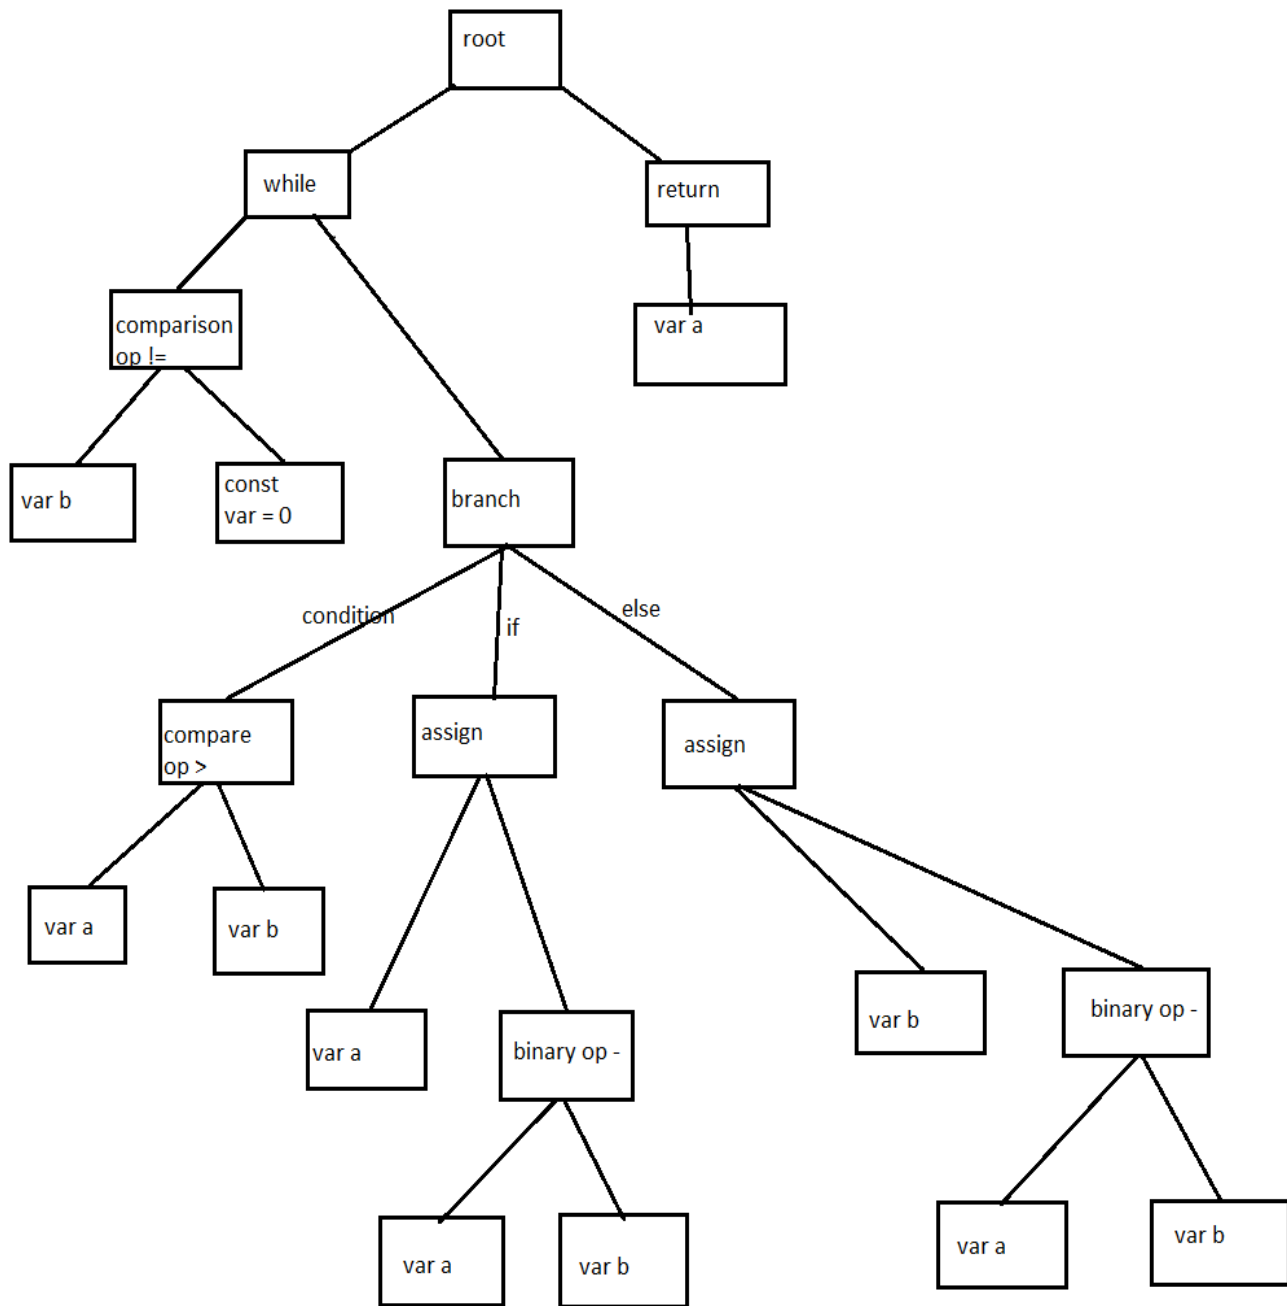 root
while
return
comparison
op !=
var a
var b
const
var = 0
branch
condition
if
else
compare
op >
assign
assign
var a
var b
var a
binary op -
var b
binary op -
var a
var b
var a
var b